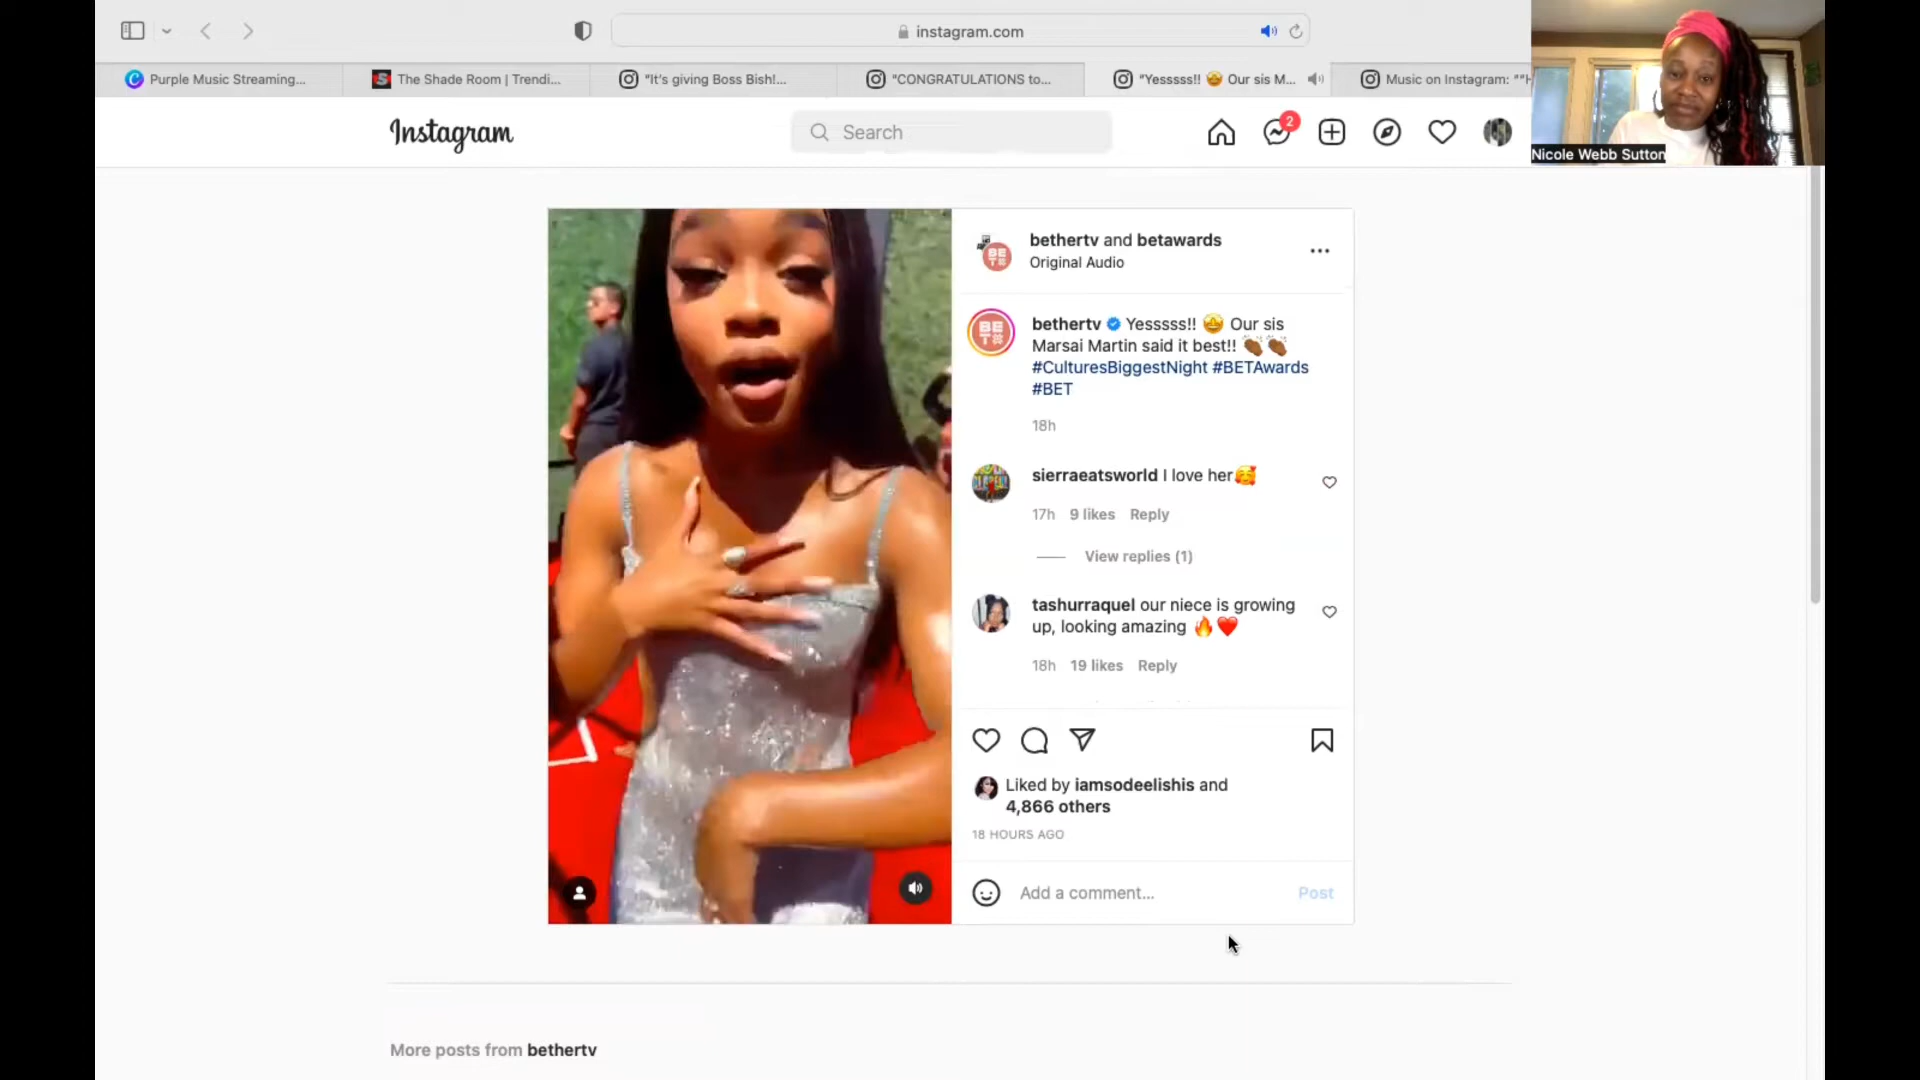 instagram.com
Purple Music Streaming...
The Shade Room | Trendi...
"It's giving Boss Bish!...
"CONGRATULATIONS to...
"Yesssss!! 🤩 Our sis M...
Music on Instagram: "“H
Nicole Webb Sutton
Instagram
Search
2
bethertv and betawards
Original Audio
bethertv Yesssss!! 🤩 Our sis
Marsai Martin said it best!! 👏🏾👏🏾
#CulturesBiggestNight #BETAwards
#BET
18h
sierraeatsworld I love her🥰
17h 9 likes Reply
View replies (1)
tashurraquel our niece is growing
up, looking amazing 🔥❤️
18h 19 likes Reply
Liked by iamsodeelishis and
4,866 others
18 HOURS AGO
Add a comment... Post
More posts from bethertv